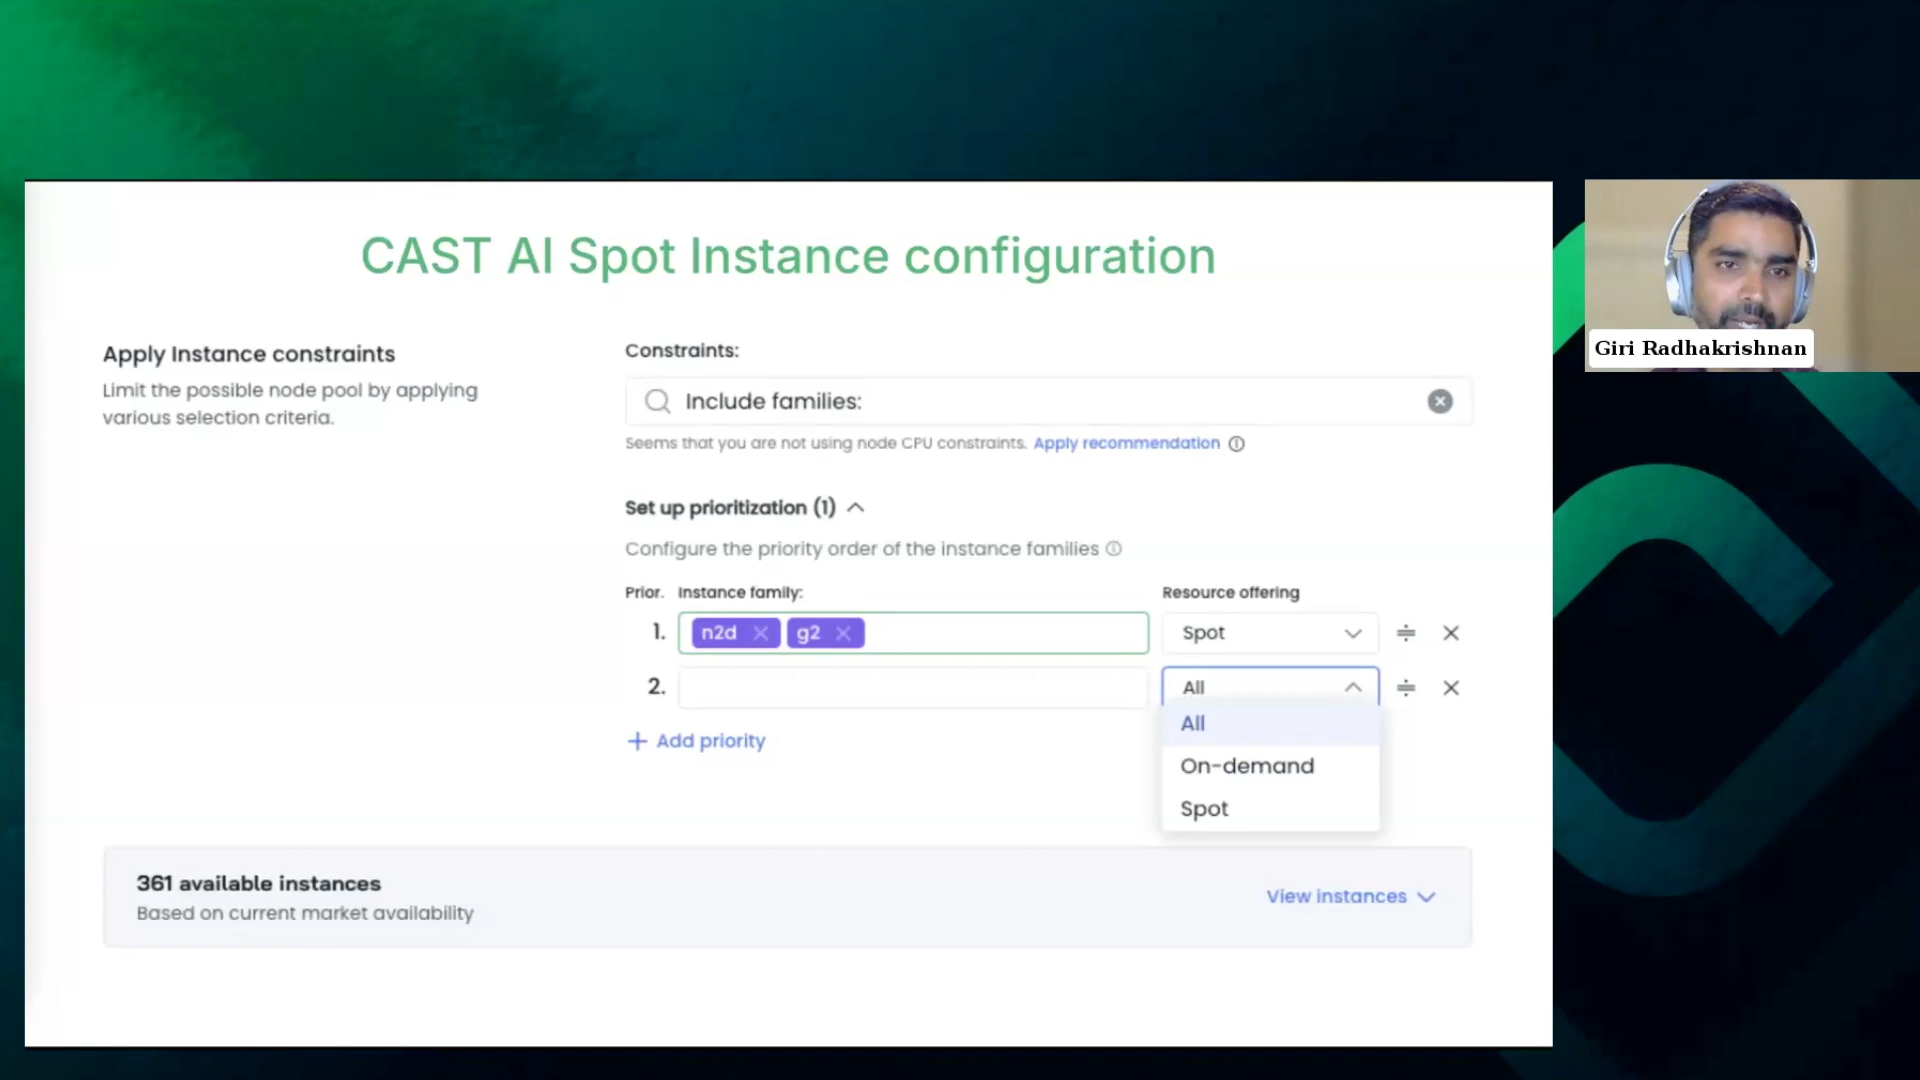 CAST AI Spot Instance configuration
Giri Radhakrishnan
Apply Instance constraints
Limit the possible node pool by applying
various selection criteria.
Constraints:
Include families:
Seems that you are not using node CPU constraints. Apply recommendation
Set up prioritization (1)
Configure the priority order of the instance families
Prior. Instance family: Resource offering
1. n2d g2 Spot
2. All
All
On-demand
Spot
Add priority
361 available instances
Based on current market availability
View instances